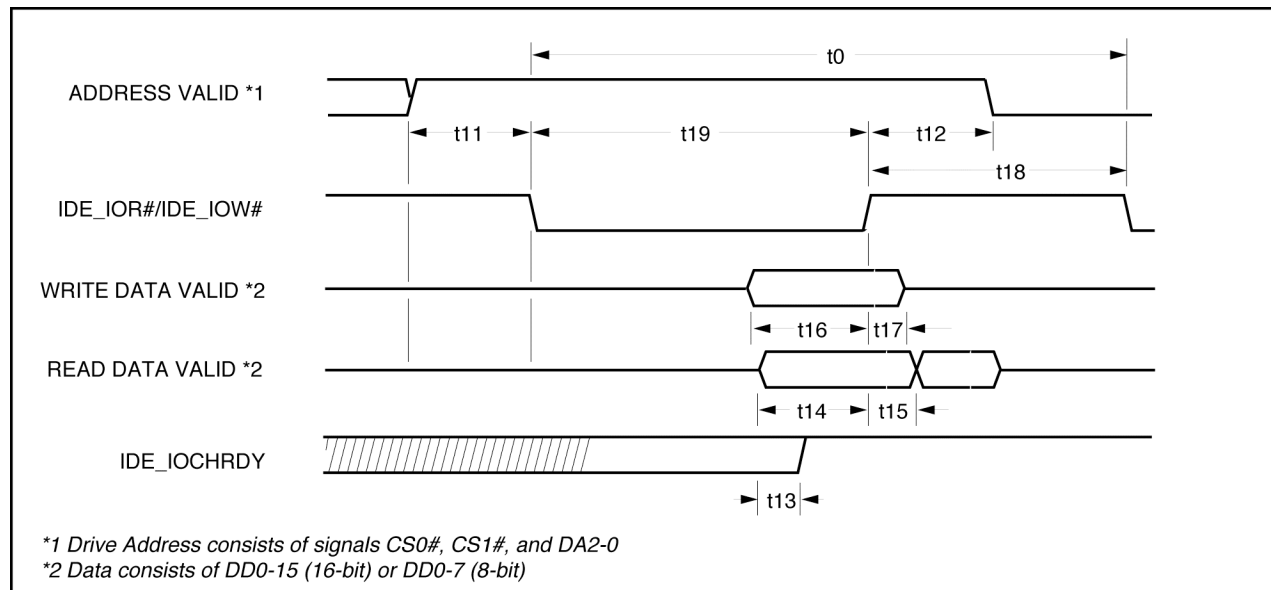 t0
ADDRESS VALID *1
t11 t19 t12
t18
IDE_IOR#/IDE_IOW#
WRITE DATA VALID *2
t16 t17
READ DATA VALID *2
t14 t15
IDE_IOCHRDY
t13
*1 Drive Address consists of signals CS0#, CS1#, and DA2-0
*2 Data consists of DD0-15 (16-bit) or DD0-7 (8-bit)